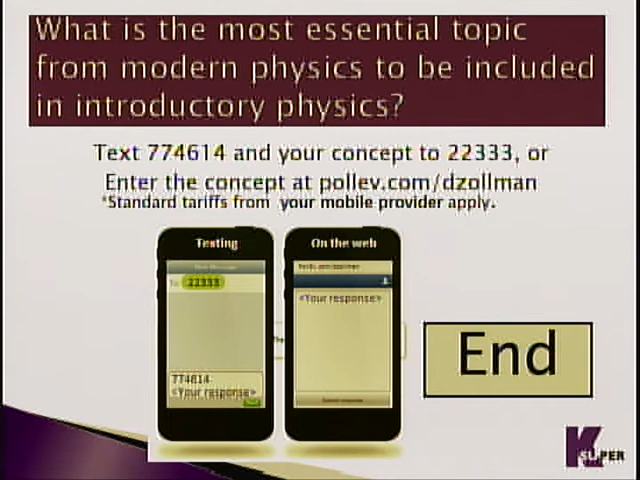 What is the most essential topic
from modern physics to be included
in introductory physics?
Text 774614 and your concept to 22333, or
Enter the concept at pollev.com/dzollman
*Standard tariffs from your mobile provider apply.
Texting
On the web
To: 22333
<Your response>
774614
<Your response>
End
K
SUPER